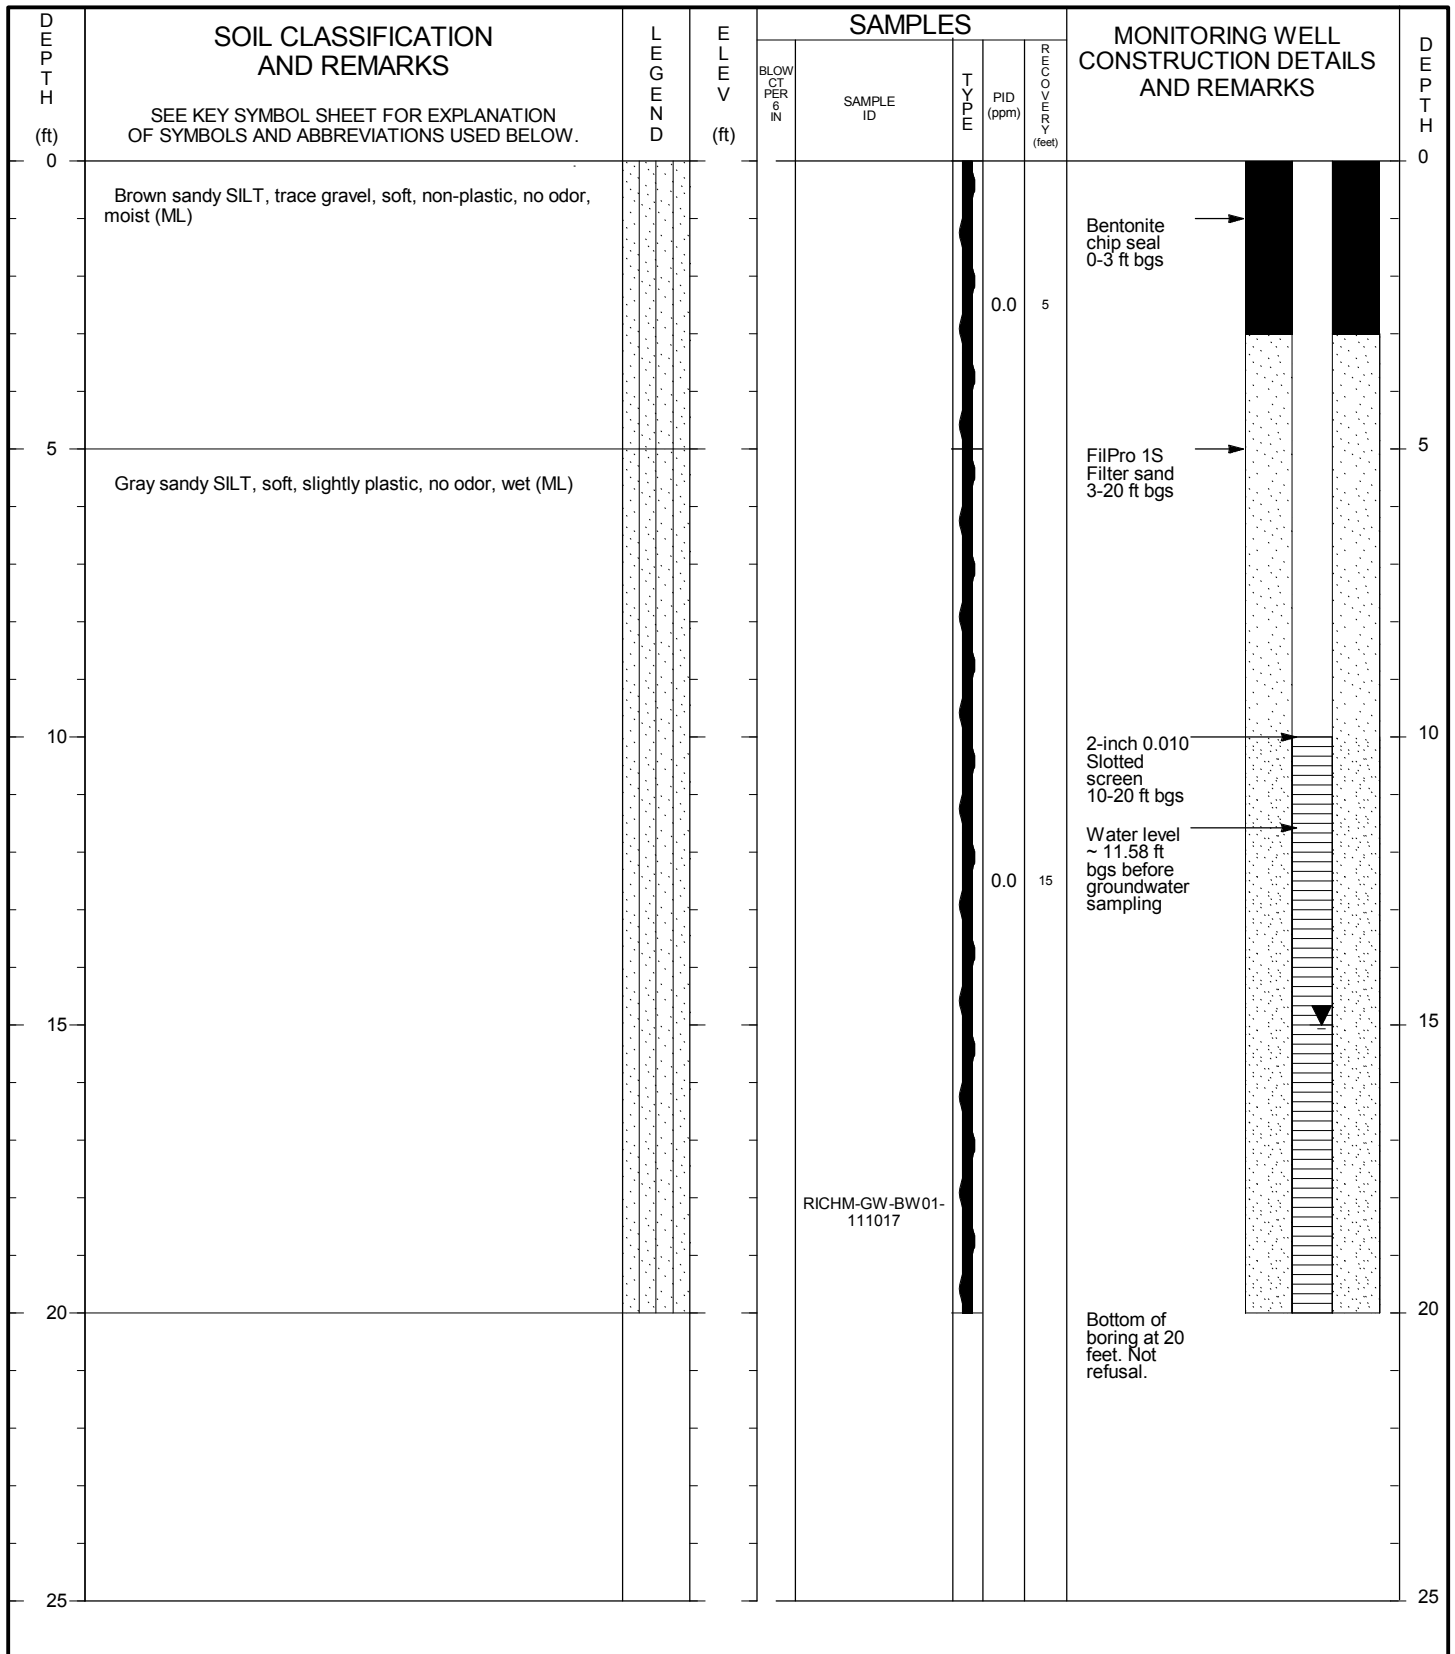 DEPTH
(ft)
SOIL CLASSIFICATION
AND REMARKS
SEE KEY SYMBOL SHEET FOR EXPLANATION
OF SYMBOLS AND ABBREVIATIONS USED BELOW.
LEGEND
ELEV
(ft)
SAMPLES
BLOW
CT
PER
6
IN
SAMPLE
ID
TYPE
PID
(ppm)
RECOVERY
(feet)
MONITORING WELL
CONSTRUCTION DETAILS
AND REMARKS
DEPTH
0
0
Brown sandy SILT, trace gravel, soft, non-plastic, no odor,
moist (ML)
Bentonite
chip seal
0-3 ft bgs
0.0
5
5
5
Gray sandy SILT, soft, slightly plastic, no odor, wet (ML)
FilPro 1S
Filter sand
3-20 ft bgs
10
10
2-inch 0.010
Slotted
screen
10-20 ft bgs
Water level
~ 11.58 ft
bgs before
groundwater
sampling
0.0
15
15
15
RICHM-GW-BW01-
111017
20
20
Bottom of
boring at 20
feet. Not
refusal.
25
25